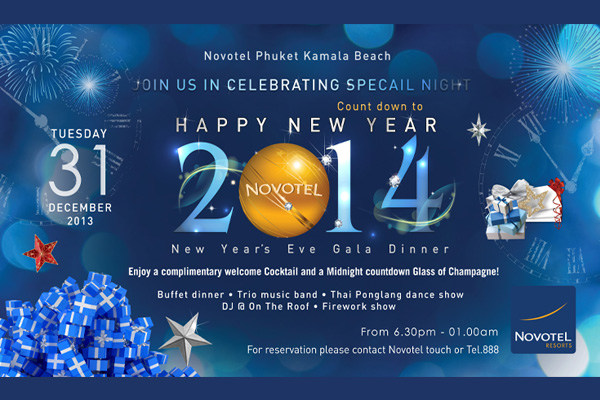 Novotel Phuket Kamala Beach
JOIN US IN CELEBRATING SPECAIL NIGHT
Count down to
HAPPY NEW YEAR
TUESDAY
31
DECEMBER
2013
2014
NOVOTEL
New Year's Eve Gala Dinner
Enjoy a complimentary welcome Cocktail and a Midnight countdown Glass of Champagne!
Buffet dinner • Trio music band • Thai Ponglang dance show
DJ @ On The Roof • Firework show
From 6.30pm - 01.00am
For reservation please contact Novotel touch or Tel.888
NOVOTEL
RESORTS